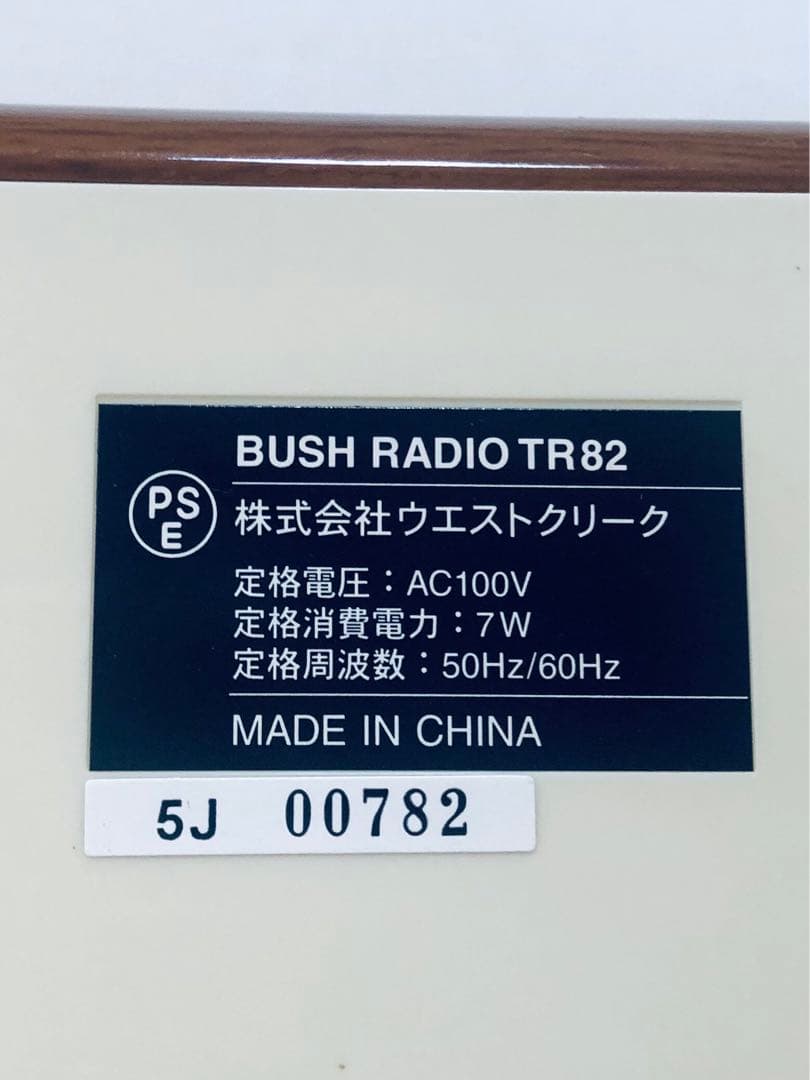 BUSH RADIO TR82
PS
E
株式会社ウエストクリーク
定格電圧：AC100V
定格消費電力：7W
定格周波数：50Hz/60Hz
MADE IN CHINA
5J 00782